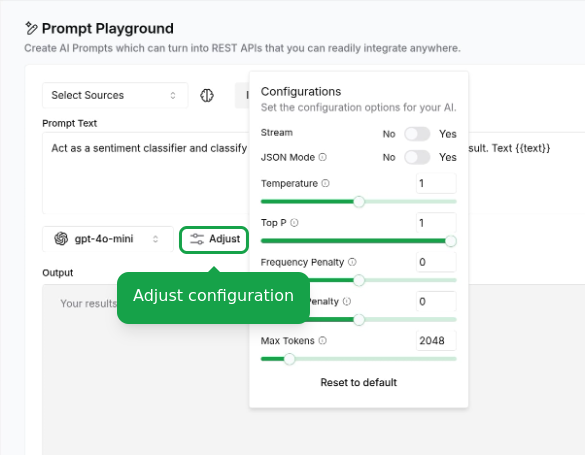 Prompt Playground
Create AI Prompts which can turn into REST APIs that you can readily integrate anywhere.
Select Sources
Prompt Text
Act as a sentiment classifier and classify
sult. Text {{text}}
gpt-4o-mini
Adjust
Adjust configuration
Output
Your results
Configurations
Set the configuration options for your AI.
Stream No Yes
JSON Mode No Yes
Temperature 1
Top P 1
Frequency Penalty 0
Penalty 0
Max Tokens 2048
Reset to default